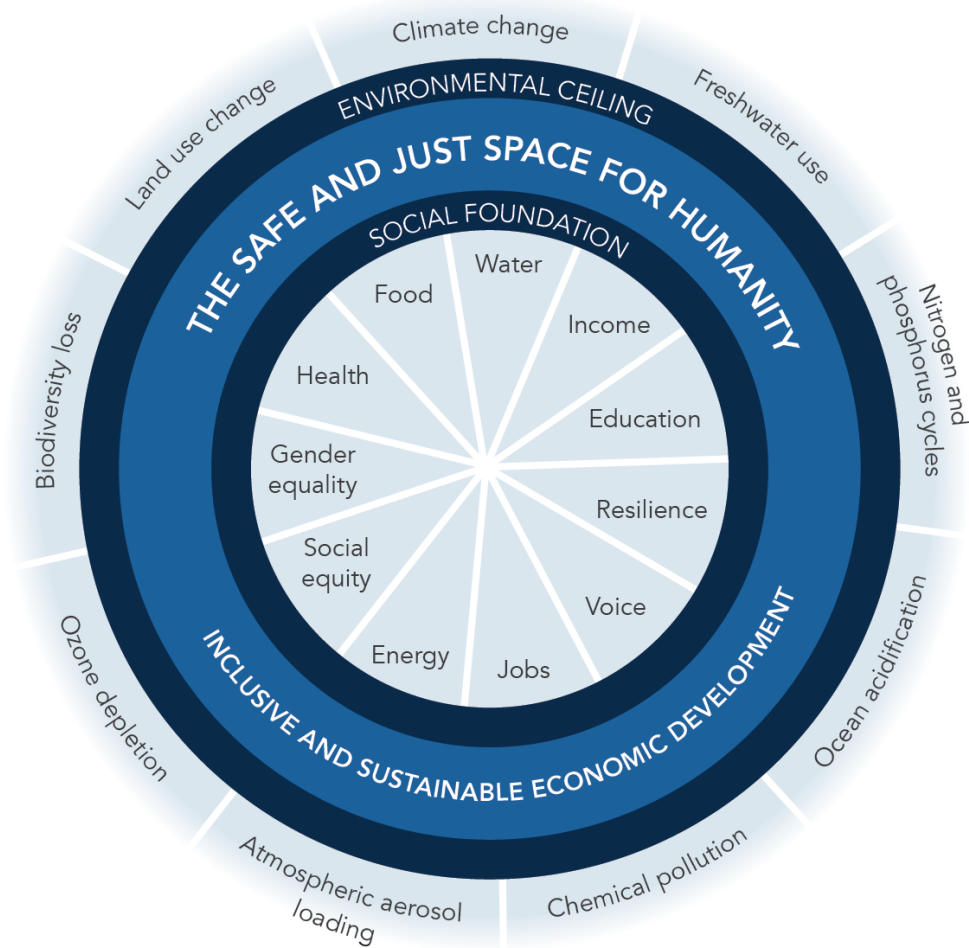 Climate change
Freshwater use
Nitrogen and
phosphorus cycles
Ocean acidification
Chemical pollution
Atmospheric aerosol
loading
Ozone depletion
Biodiversity loss
Land use change
ENVIRONMENTAL CEILING
THE SAFE AND JUST SPACE FOR HUMANITY
INCLUSIVE AND SUSTAINABLE ECONOMIC DEVELOPMENT
SOCIAL FOUNDATION
Water
Income
Education
Resilience
Voice
Jobs
Energy
Social
equity
Gender
equality
Health
Food